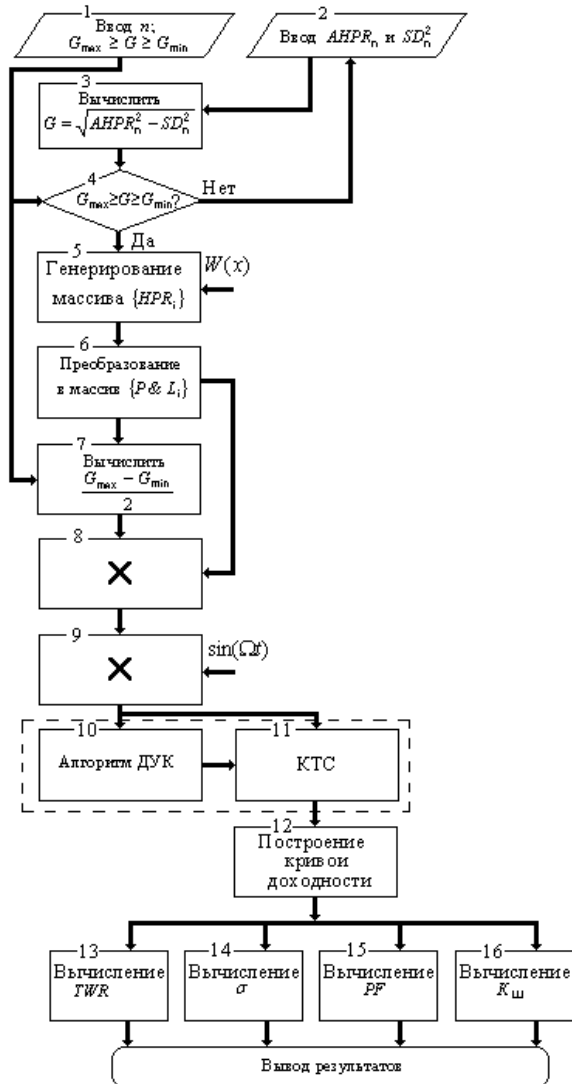 1
Ввод n;
G_max ≥ G ≥ G_min
2
Ввод AHPR_n и SD_n^2
3
Вычислить
G = √(AHPR_n^2 − SD_n^2)
4
G_max≥G≥G_min?
Нет
Да
5
Генерирование
массива {HPR_i}
W(x)
6
Преобразование
в массив {P& L_i}
7
Вычислить
G_max − G_min
2
8
×
9
×
sin(Ωt)
10
Алгоритм ДУК
11
КТС
12
Построение
кривои
доходности
13
Вычисление
TWR
14
Вычисление
σ
15
Вычисление
PF
16
Вычисление
K_Ш
Вывод результатов